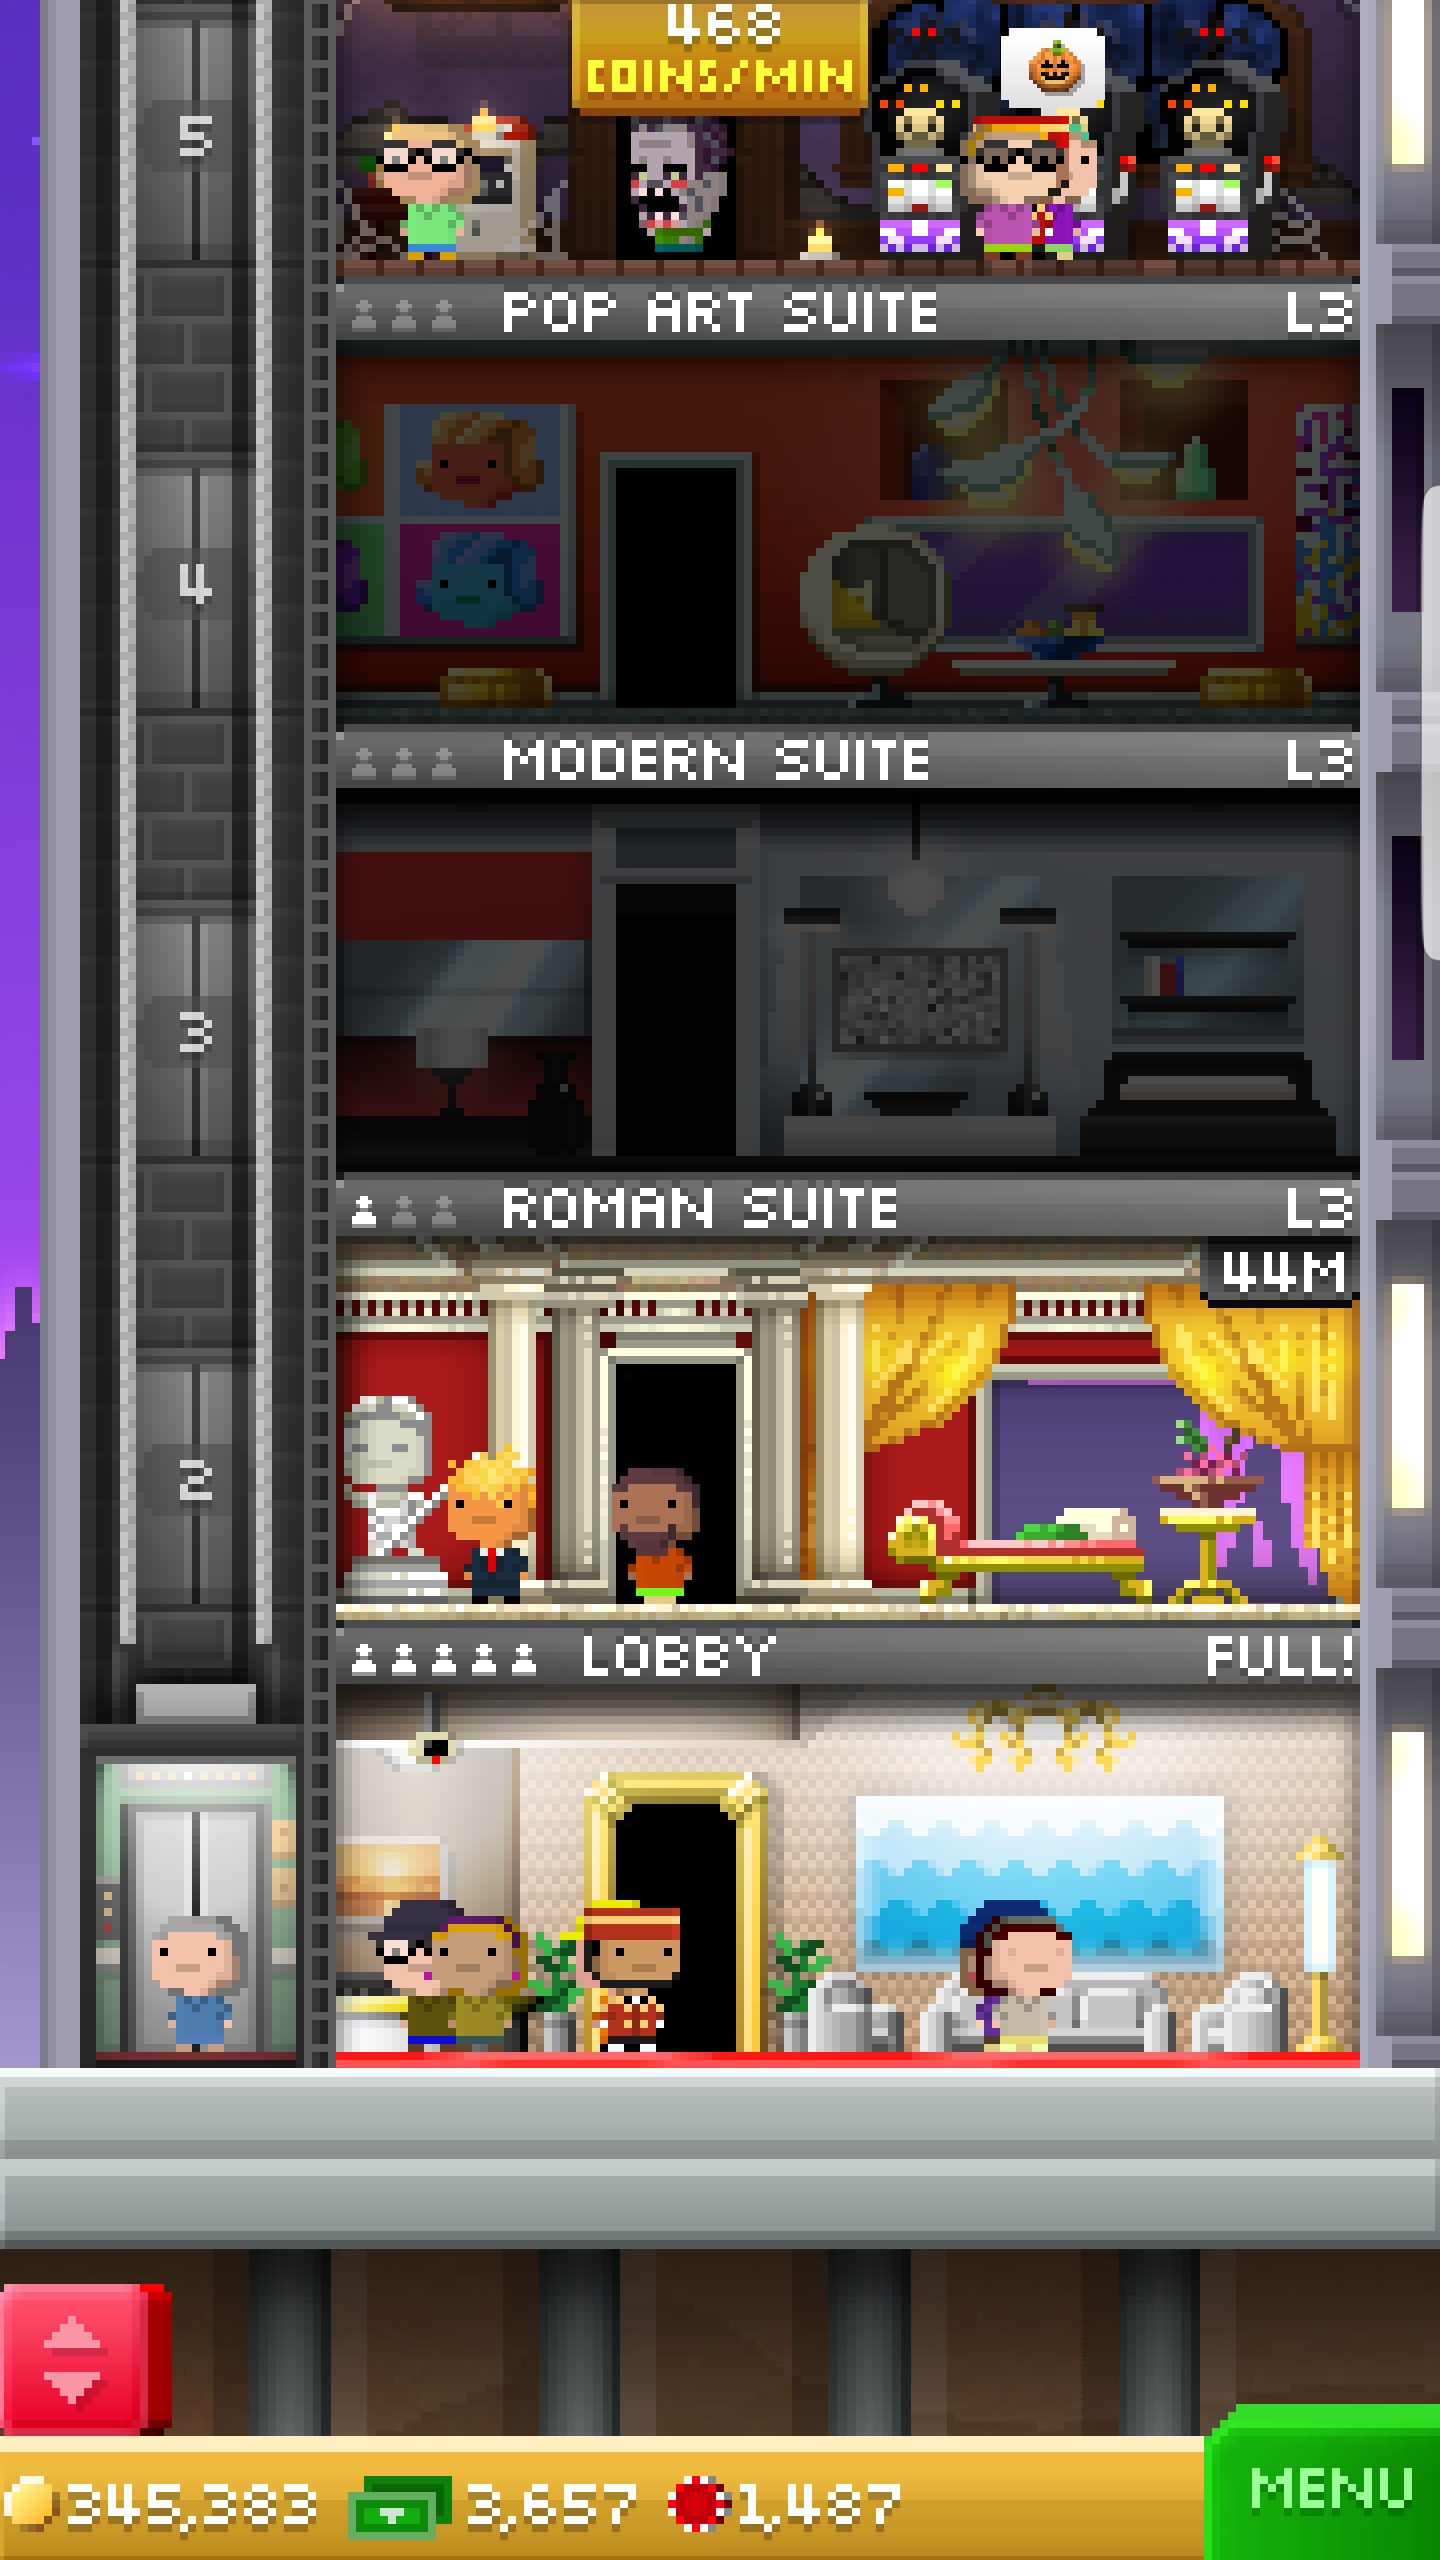 468
COINS/MIN
5
POP ART SUITE L3
4
MODERN SUITE L3
3
ROMAN SUITE L3
44M
2
LOBBY FULL!
345,383 3,657 1,487
MENU